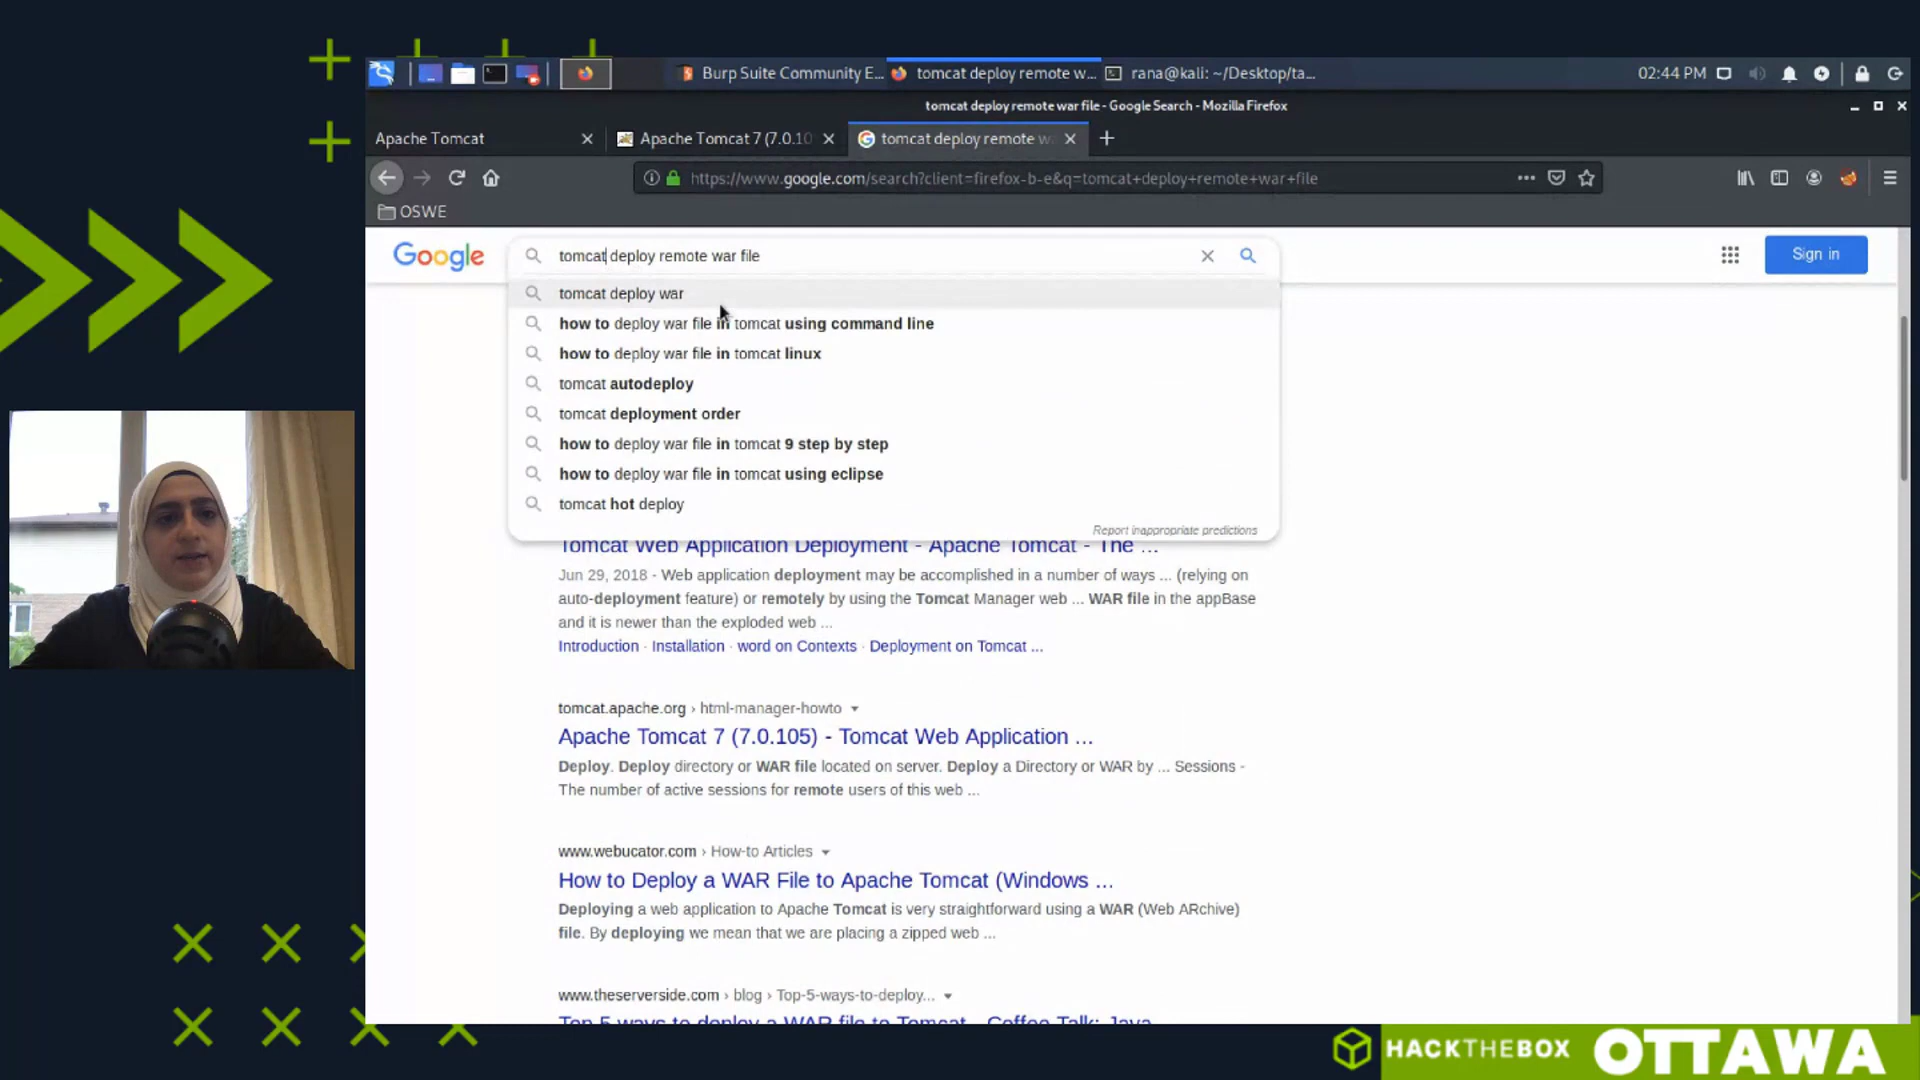 Burp Suite Community E...
tomcat deploy remote w...
rana@kali: ~/Desktop/ta...
02:44 PM
tomcat deploy remote war file - Google Search - Mozilla Firefox
Apache Tomcat
Apache Tomcat 7 (7.0.10
tomcat deploy remote w
https://www.google.com/search?client=firefox-b-e&q=tomcat+deploy+remote+war+file
OSWE
Google
tomcat deploy remote war file
Sign in
tomcat deploy war
how to deploy war file in tomcat using command line
how to deploy war file in tomcat linux
tomcat autodeploy
tomcat deployment order
how to deploy war file in tomcat 9 step by step
how to deploy war file in tomcat using eclipse
tomcat hot deploy
Report inappropriate predictions
Tomcat Web Application Deployment - Apache Tomcat - The ...
Jun 29, 2018 - Web application deployment may be accomplished in a number of ways ... (relying on
auto-deployment feature) or remotely by using the Tomcat Manager web ... WAR file in the appBase
and it is newer than the exploded web ...
Introduction · Installation · word on Contexts · Deployment on Tomcat ...
tomcat.apache.org › html-manager-howto
Apache Tomcat 7 (7.0.105) - Tomcat Web Application ...
Deploy. Deploy directory or WAR file located on server. Deploy a Directory or WAR by ... Sessions -
The number of active sessions for remote users of this web ...
www.webucator.com › How-to Articles
How to Deploy a WAR File to Apache Tomcat (Windows ...
Deploying a web application to Apache Tomcat is very straightforward using a WAR (Web ARchive)
file. By deploying we mean that we are placing a zipped web ...
www.theserverside.com › blog › Top-5-ways-to-deploy...
Top 5 ways to deploy a WAR file to Tomcat - Coffee Talk: Java
HACKTHEBOX OTTAWA